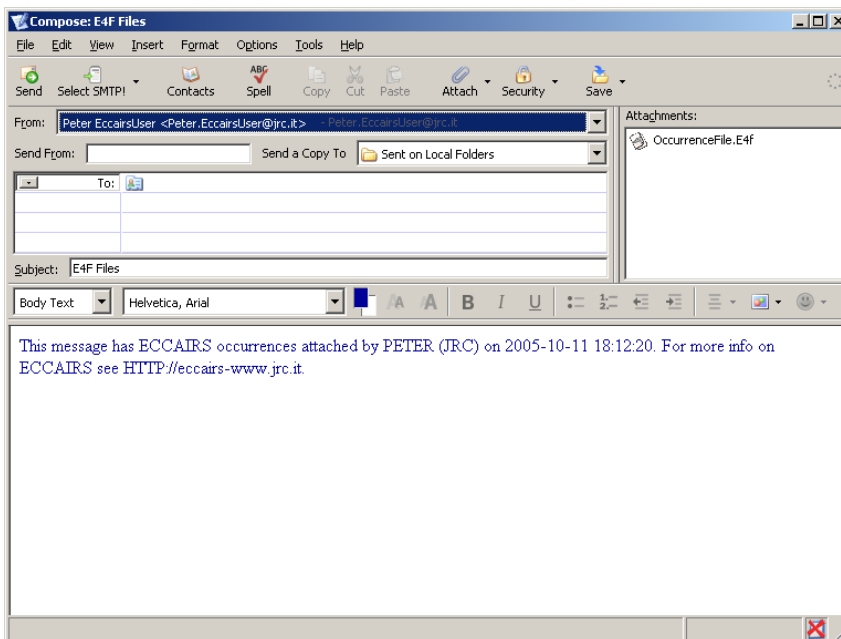 Compose: E4F Files
File Edit View Insert Format Options Tools Help
ABC
Send Select SMTP! Contacts Spell Copy Cut Paste Attach Security Save
From: Peter EccairsUser <Peter.EccairsUser@jrc.it> - Peter.EccairsUser@jrc.it
Attachments:
OccurrenceFile.E4f
Send From: Send a Copy To Sent on Local Folders
To:
Subject: E4F Files
Body Text Helvetica, Arial AA A B I U
This message has ECCAIRS occurrences attached by PETER (JRC) on 2005-10-11 18:12:20. For more info on
ECCAIRS see HTTP://eccairs-www.jrc.it.